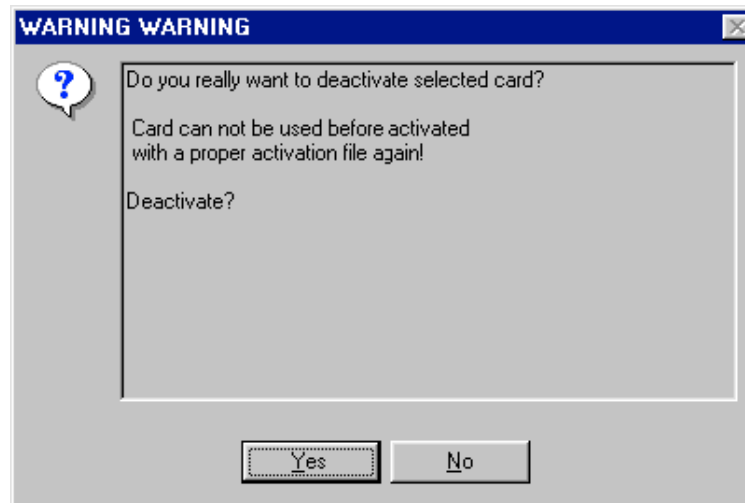 WARNING WARNING
Do you really want to deactivate selected card?
Card can not be used before activated
with a proper activation file again!
Deactivate?
Yes
No